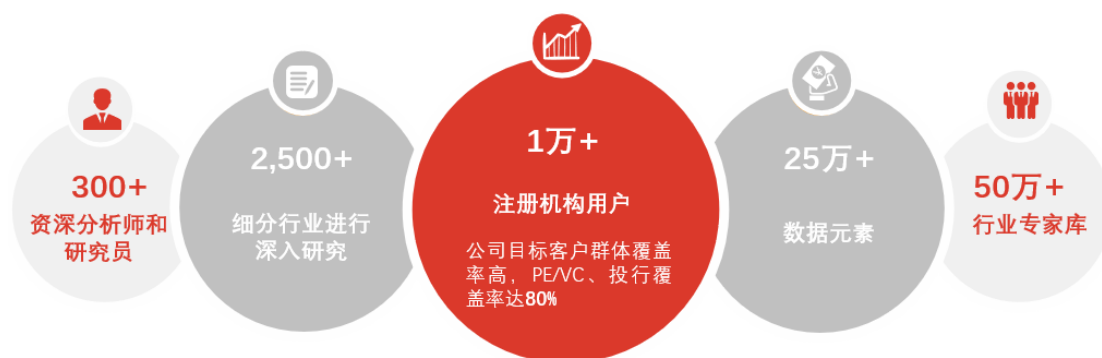 300+
资深分析师和
研究员
2,500+
细分行业进行
深入研究
1万+
注册机构用户
公司目标客户群体覆盖
率高，PE/VC、投行覆
盖率达80%
25万+
数据元素
50万+
行业专家库